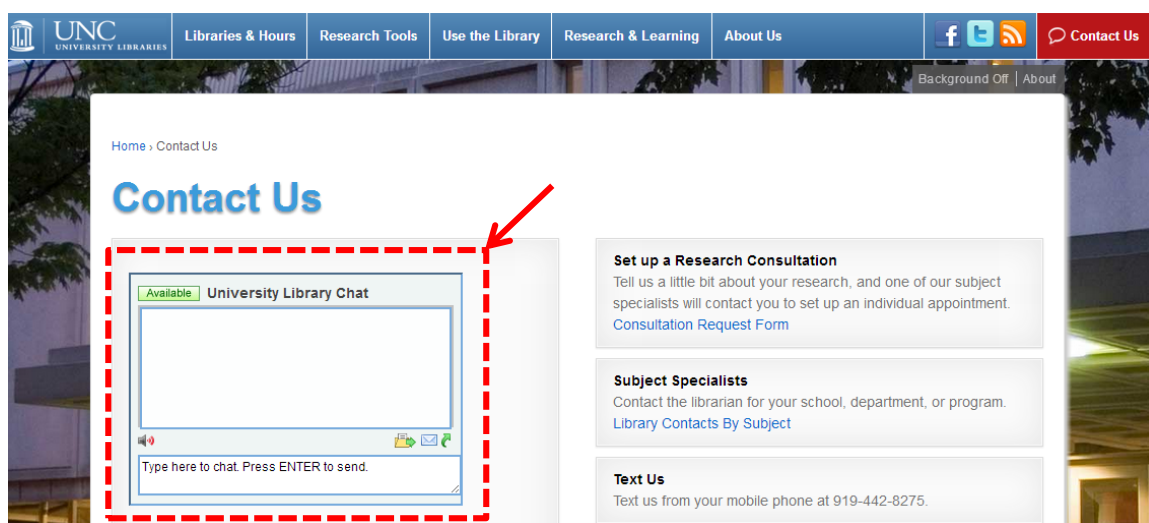 UNC
UNIVERSITY LIBRARIES
Libraries & Hours
Research Tools
Use the Library
Research & Learning
About Us
Contact Us
Background Off | About
Home › Contact Us
Contact Us
Available University Library Chat
Type here to chat. Press ENTER to send.
Set up a Research Consultation
Tell us a little bit about your research, and one of our subject
specialists will contact you to set up an individual appointment.
Consultation Request Form
Subject Specialists
Contact the librarian for your school, department, or program.
Library Contacts By Subject
Text Us
Text us from your mobile phone at 919-442-8275.